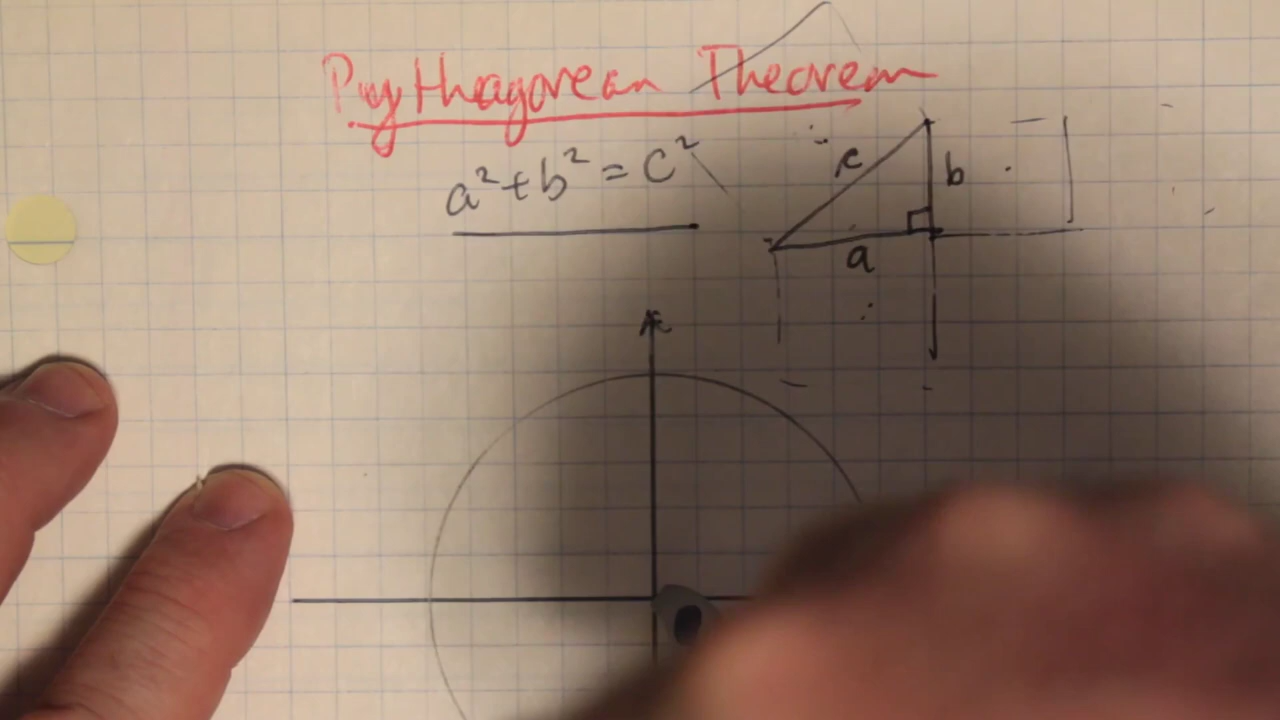 Pythagorean Theorem
a² + b² = c²
c
b
a